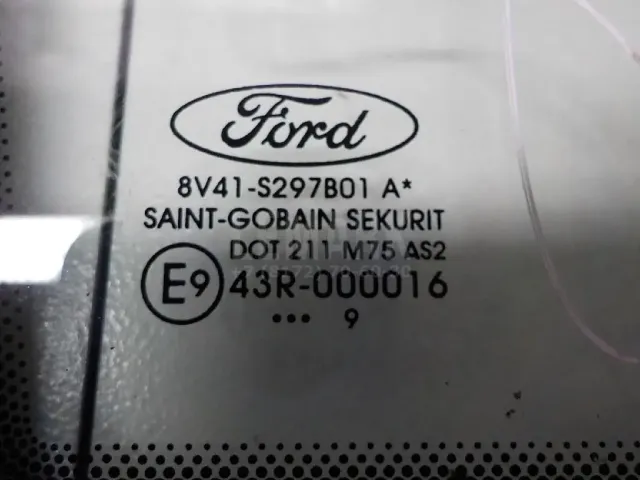 Ford
8V41-S297B01 A*
SAINT-GOBAIN SEKURIT
DOT 211 M75 AS2
E9 43R-000016
••• 9